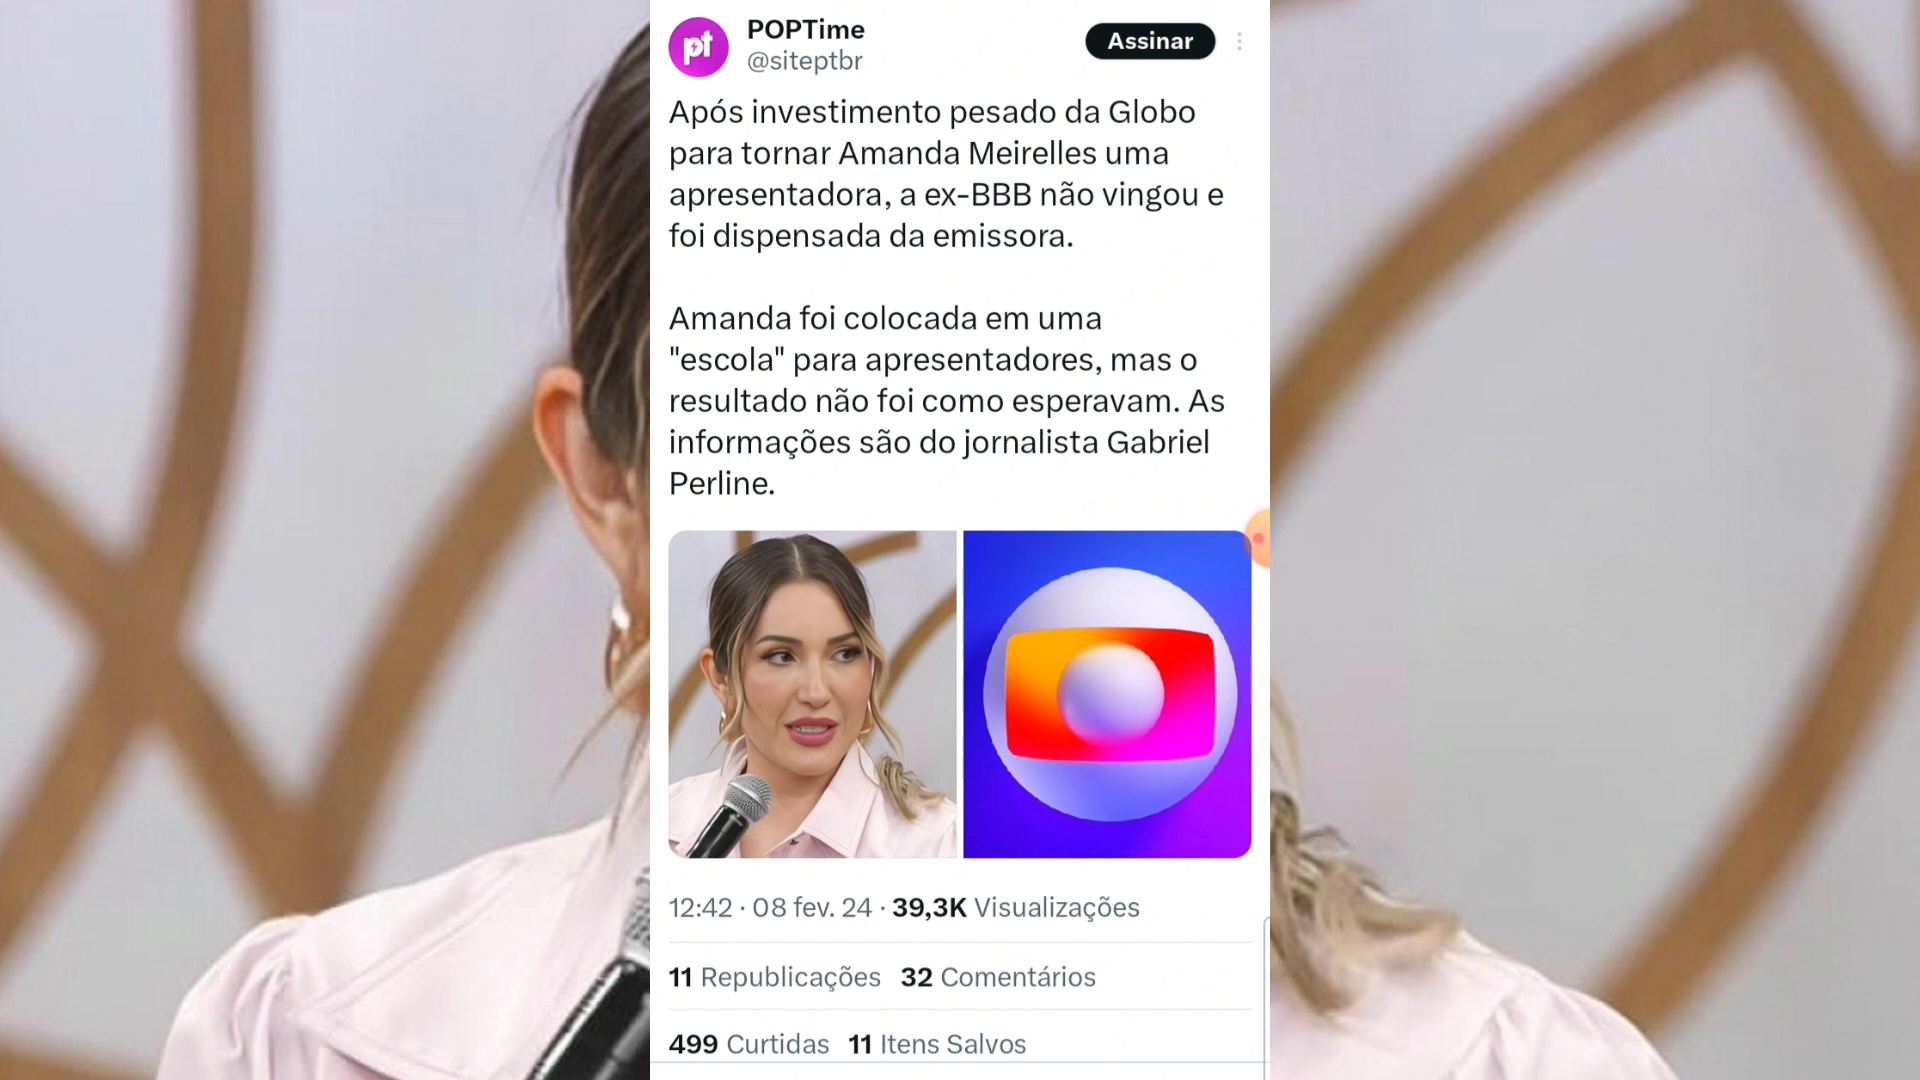 POPTime
@siteptbr
Assinar
Após investimento pesado da Globo
para tornar Amanda Meirelles uma
apresentadora, a ex-BBB não vingou e
foi dispensada da emissora.
Amanda foi colocada em uma
"escola" para apresentadores, mas o
resultado não foi como esperavam. As
informações são do jornalista Gabriel
Perline.
12:42 · 08 fev. 24 · 39,3K Visualizações
11 Republicações 32 Comentários
499 Curtidas 11 Itens Salvos